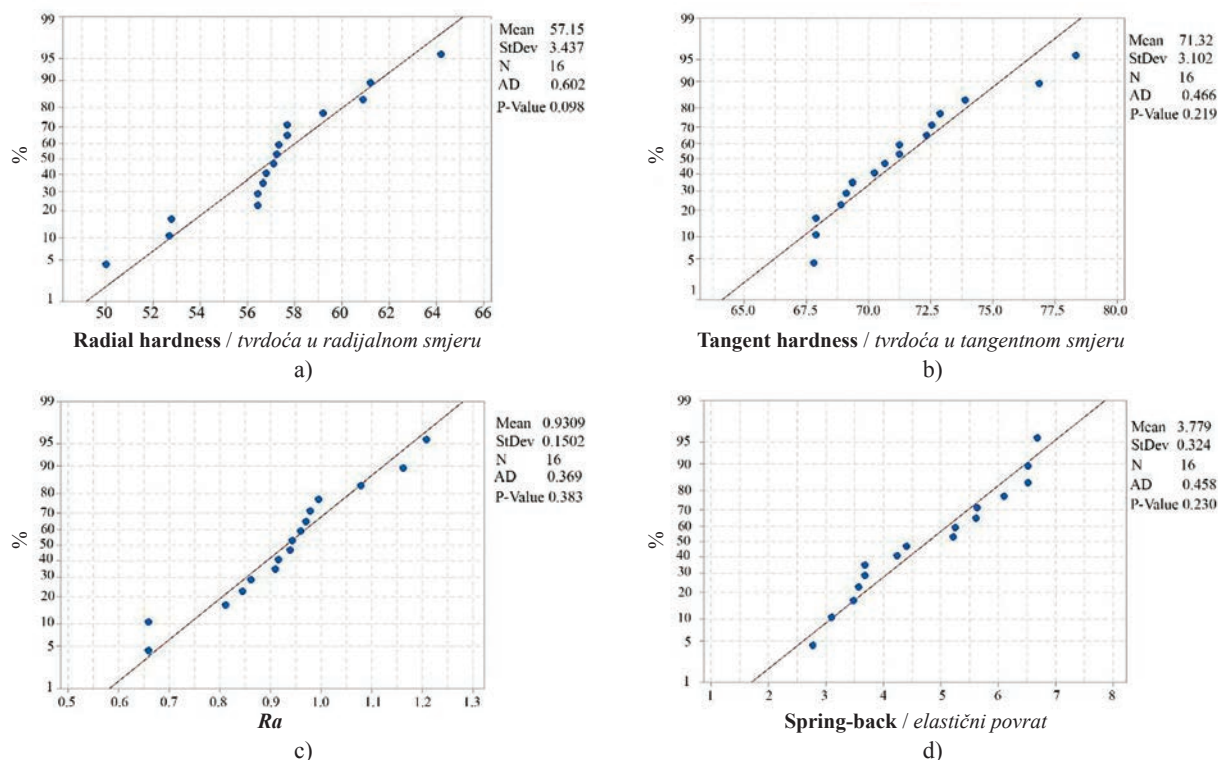 99
95
90
80
70
60
50
40
30
20
10
5
1
%
Mean 57.15
StDev 3.437
N 16
AD 0.602
P-Value 0.098
50 52 54 56 58 60 62 64 66
Radial hardness / tvrdoća u radijalnom smjeru
a)
99
95
90
80
70
60
50
40
30
20
10
5
1
%
Mean 71.32
StDev 3.102
N 16
AD 0.466
P-Value 0.219
65.0 67.5 70.0 72.5 75.0 77.5 80.0
Tangent hardness / tvrdoća u tangentnom smjeru
b)
99
95
90
80
70
60
50
40
30
20
10
5
1
%
Mean 0.9309
StDev 0.1502
N 16
AD 0.369
P-Value 0.383
0.5 0.6 0.7 0.8 0.9 1.0 1.1 1.2 1.3
Ra
c)
99
95
90
80
70
60
50
40
30
20
10
5
1
%
Mean 3.779
StDev 0.324
N 16
AD 0.458
P-Value 0.230
1 2 3 4 5 6 7 8
Spring-back / elastični povrat
d)